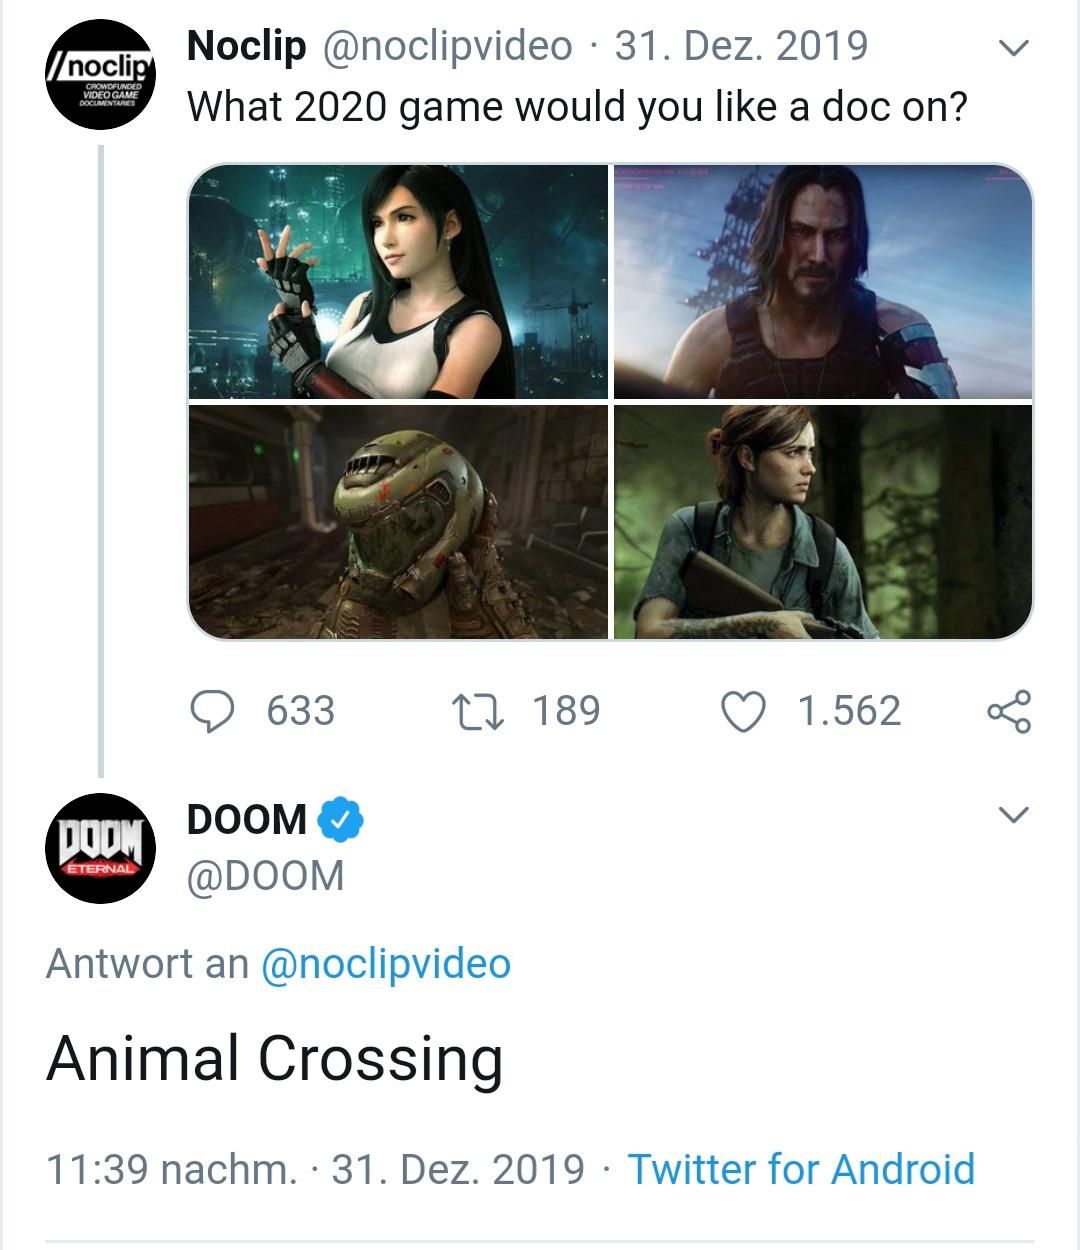 //noclip
CROWDFUNDED
VIDEO GAME
DOCUMENTARIES
Noclip @noclipvideo · 31. Dez. 2019
What 2020 game would you like a doc on?
633 189 1.562
DOOM
ETERNAL
DOOM
@DOOM
Antwort an @noclipvideo
Animal Crossing
11:39 nachm. · 31. Dez. 2019 · Twitter for Android